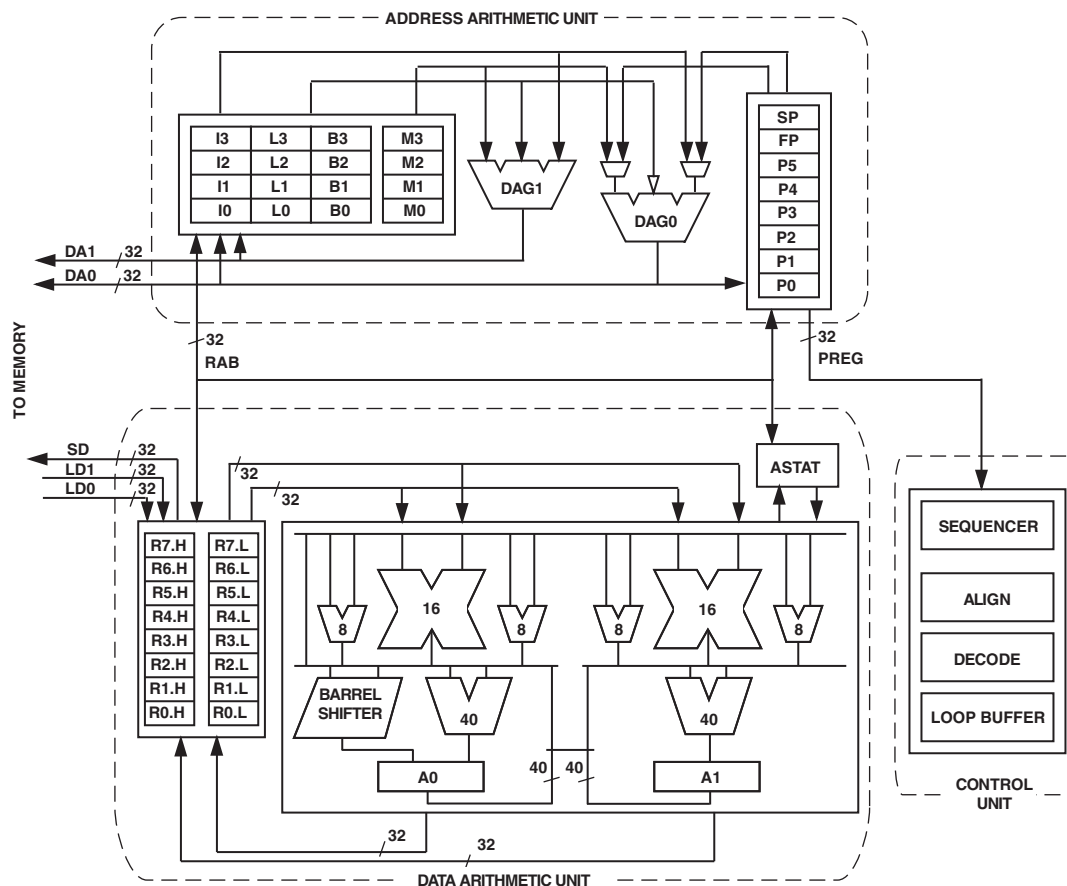 ADDRESS ARITHMETIC UNIT
SP
FP
P5
P4
P3
P2
P1
P0
I3 L3 B3 M3
I2 L2 B2 M2
I1 L1 B1 M1
I0 L0 B0 M0
DAG1
DAG0
DA1 32
DA0 32
32
RAB
32
PREG
TO MEMORY
SD 32
LD1 32
LD0 32
32
32
ASTAT
R7.H R7.L
R6.H R6.L
R5.H R5.L
R4.H R4.L
R3.H R3.L
R2.H R2.L
R1.H R1.L
R0.H R0.L
16
8
8
16
8
8
BARREL
SHIFTER
40
40
A0
40 40
A1
32
32
DATA ARITHMETIC UNIT
SEQUENCER
ALIGN
DECODE
LOOP BUFFER
CONTROL
UNIT